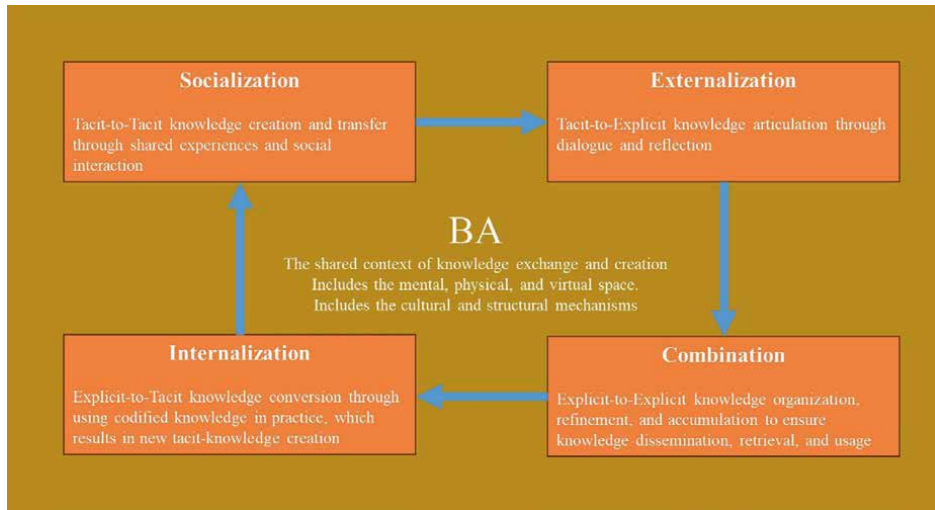 Socialization
Tacit-to-Tacit knowledge creation and transfer
through shared experiences and social
interaction
Externalization
Tacit-to-Explicit knowledge articulation through
dialogue and reflection
BA
The shared context of knowledge exchange and creation
Includes the mental, physical, and virtual space.
Includes the cultural and structural mechanisms
Internalization
Explicit-to-Tacit knowledge conversion through
using codified knowledge in practice, which
results in new tacit-knowledge creation
Combination
Explicit-to-Explicit knowledge organization,
refinement, and accumulation to ensure
knowledge dissemination, retrieval, and usage